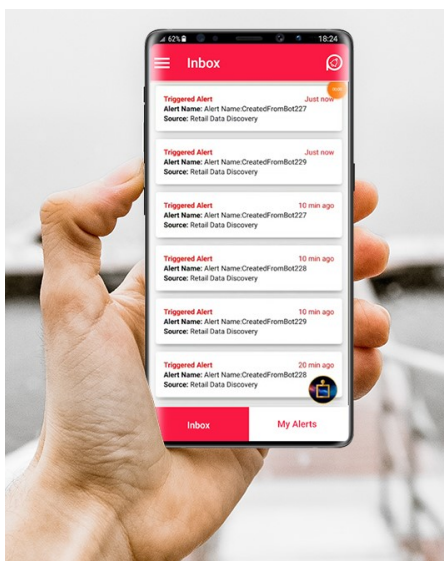 62%
18:24
Inbox
Triggered Alert Just now
Alert Name: Alert Name:CreatedFromBot227
Source: Retail Data Discovery
Triggered Alert Just now
Alert Name: Alert Name:CreatedFromBot229
Source: Retail Data Discovery
Triggered Alert 10 min ago
Alert Name: Alert Name:CreatedFromBot227
Source: Retail Data Discovery
Triggered Alert 10 min ago
Alert Name: Alert Name:CreatedFromBot228
Source: Retail Data Discovery
Triggered Alert 10 min ago
Alert Name: Alert Name:CreatedFromBot229
Source: Retail Data Discovery
Triggered Alert 20 min ago
Alert Name: Alert Name:CreatedFromBot228
Source: Retail Data Discovery
Inbox My Alerts